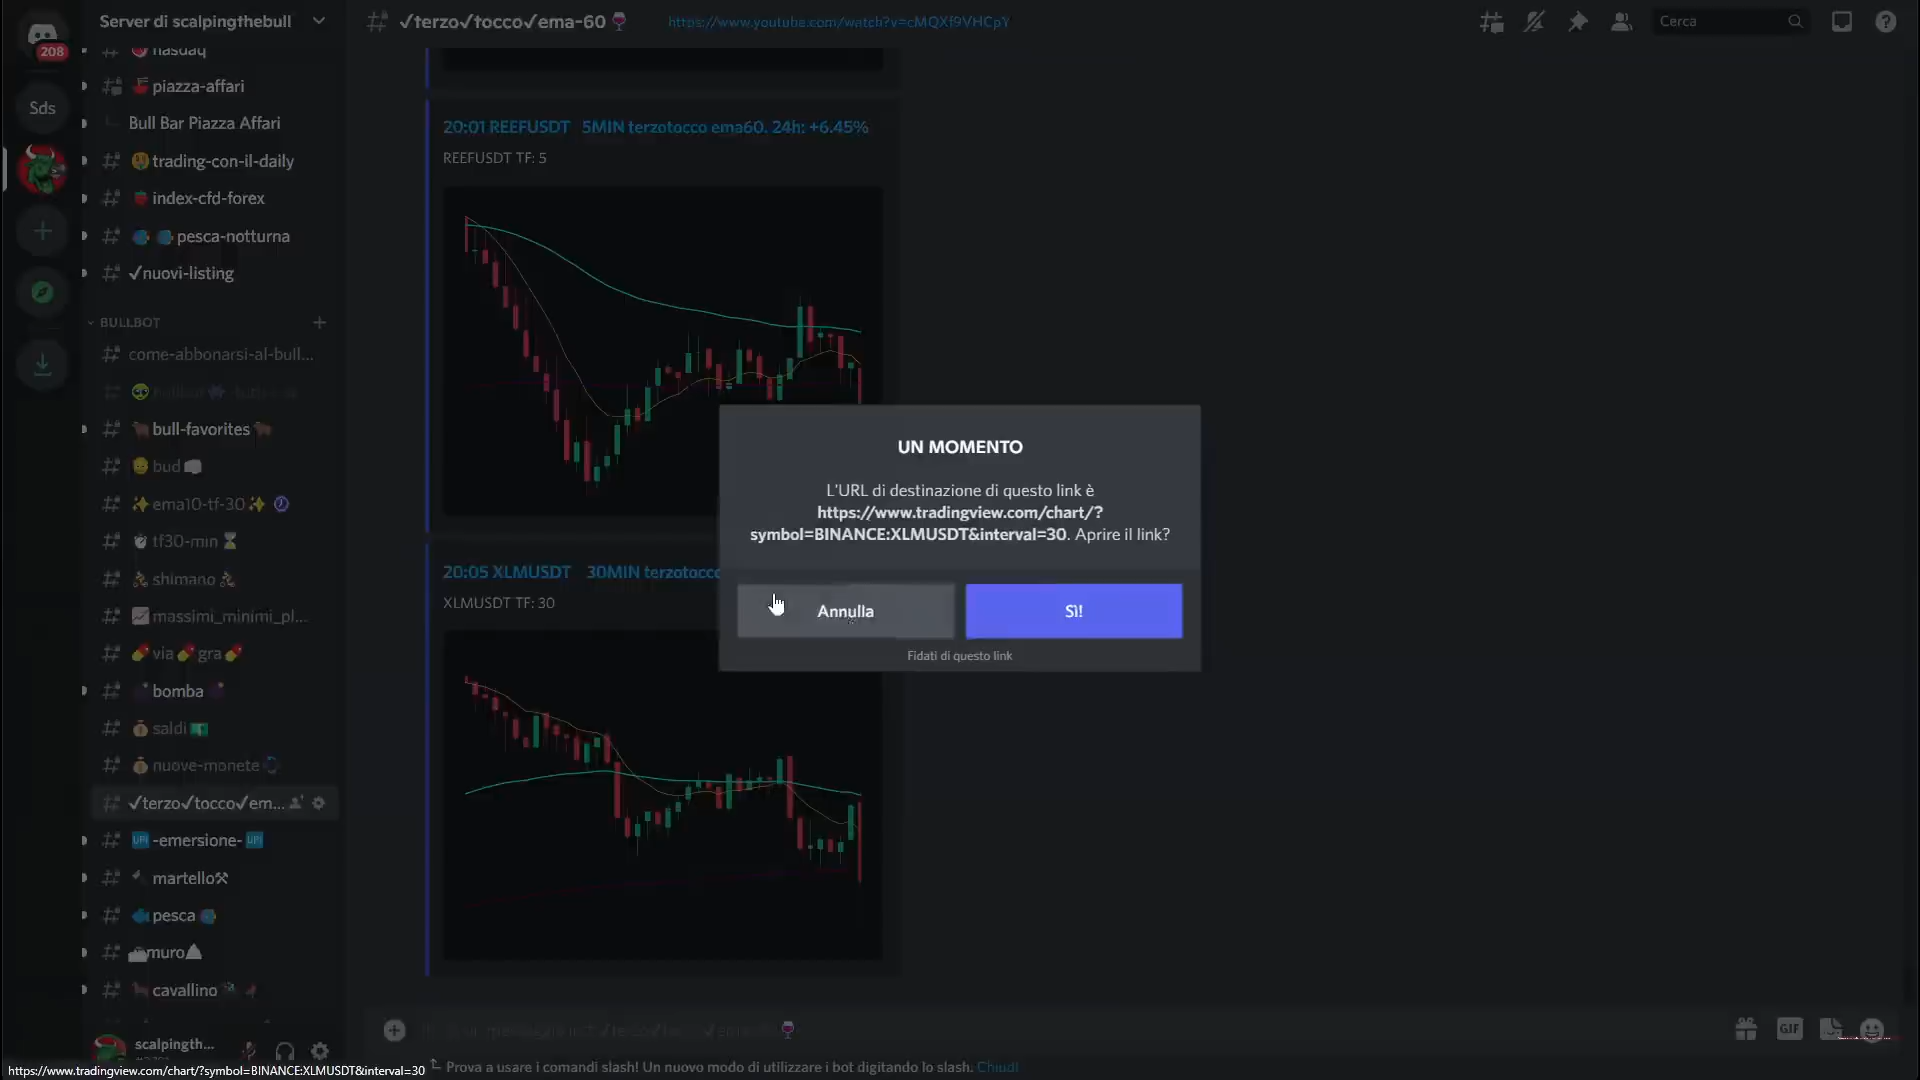 Server di scalpingthebull
208
√terzo√tocco√ema-60
https://www.youtube.com/watch?v=cMQXf9VHCpY
Cerca
nasdaq
Sds
piazza-affari
Bull Bar Piazza Affari
trading-con-il-daily
index-cfd-forex
pesca-notturna
√nuovi-listing
BULLBOT
come-abbonarsi-al-bull...
bull-favorites
bud
ema10-tf-30
tf30-min
shimano
massimi_minimi_pl...
via gra
bomba
saldi
nuove-monete
√terzo√tocco√em...
UP! -emersione- UP!
martello
pesca
muro
cavallino
scalpingth...
20:01 REEFUSDT 5MIN terzotocco ema60. 24h: +6.45%
REEFUSDT TF: 5
20:05 XLMUSDT 30MIN terzotocco
XLMUSDT TF: 30
UN MOMENTO
L'URL di destinazione di questo link è
https://www.tradingview.com/chart/?
symbol=BINANCE:XLMUSDT&interval=30. Aprire il link?
Annulla
Sì!
Fidati di questo link
GIF
Prova a usare i comandi slash! Un nuovo modo di utilizzare i bot digitando lo slash. Chiudi
https://www.tradingview.com/chart/?symbol=BINANCE:XLMUSDT&interval=30